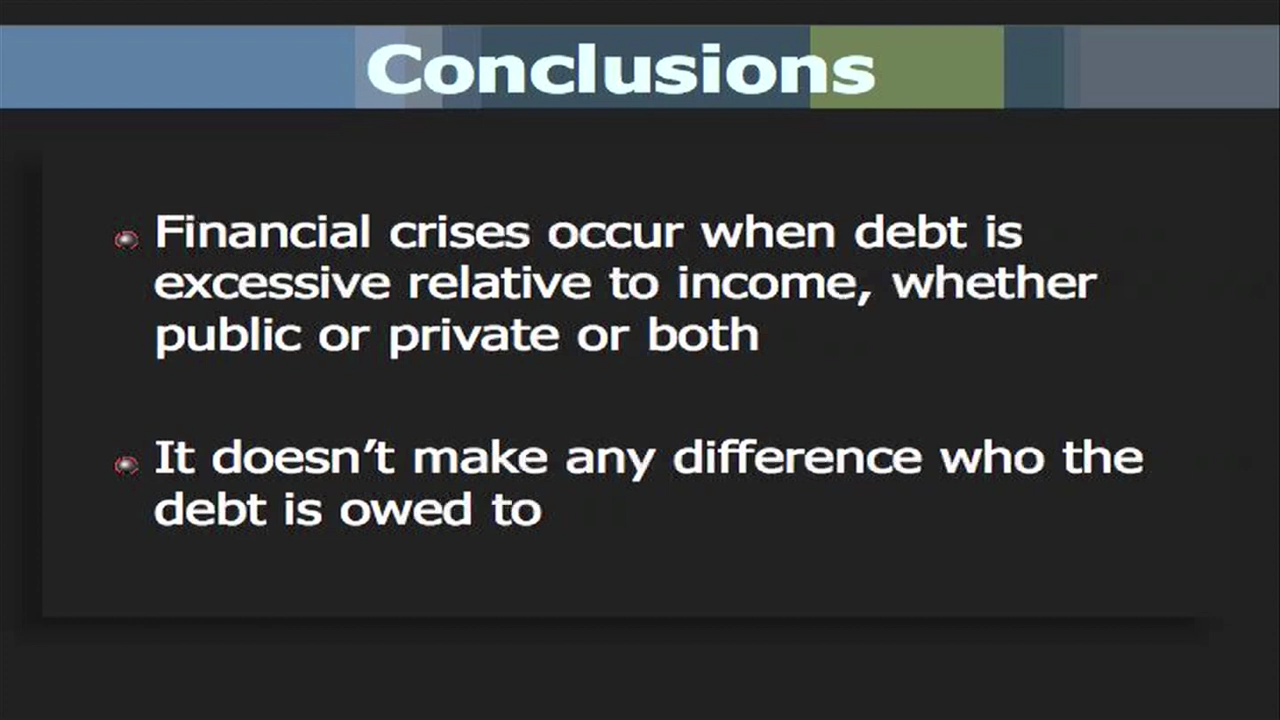 Conclusions
Financial crises occur when debt is
excessive relative to income, whether
public or private or both
It doesn’t make any difference who the
debt is owed to